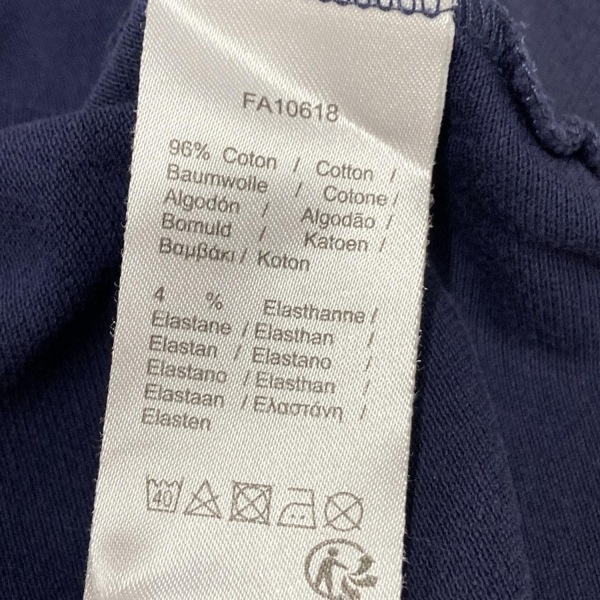 FA10618
96% Coton / Cotton /
Baumwolle / Cotone /
Algodón / Algodão /
Bomuld / Katoen /
Βαμβάκι / Koton
4 % Elasthanne /
Elastane / Elasthan /
Elastan / Elastano /
Elastano / Elasthan /
Elastaan / Ελαστάνη /
Elasten
40